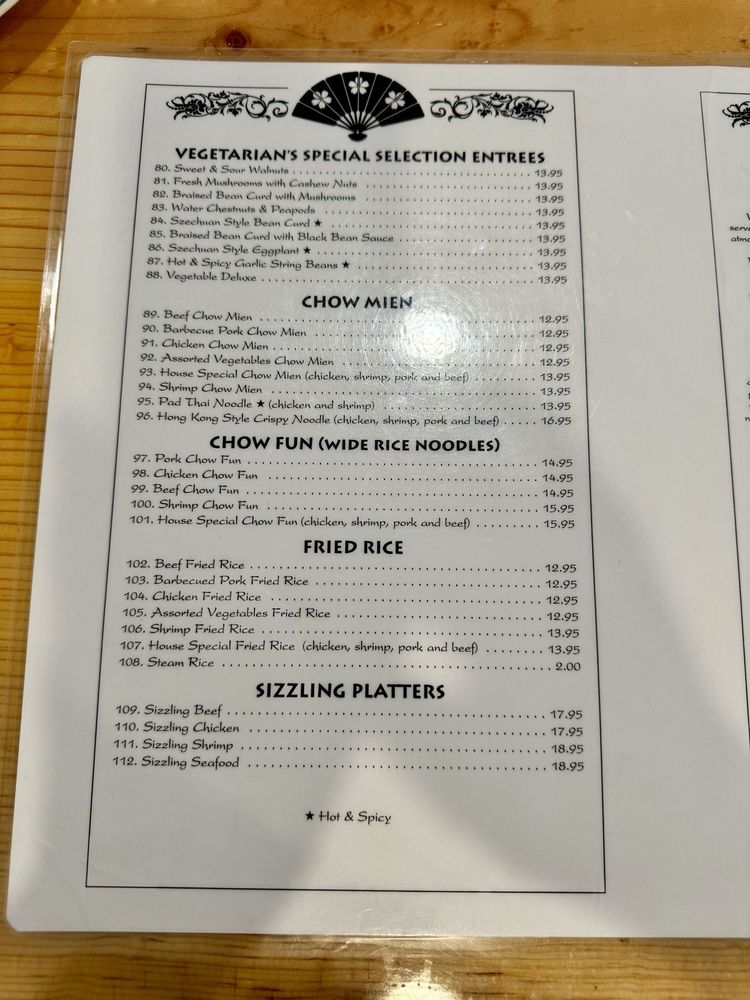 VEGETARIAN'S SPECIAL SELECTION ENTREES
80. Sweet & Sour Walnuts 13.95
81. Fresh Mushrooms with Cashew Nuts 13.95
82. Braised Bean Curd with Mushrooms 13.95
83. Water Chestnuts & Peapods 13.95
84. Szechuan Style Bean Curd ★ 13.95
85. Braised Bean Curd with Black Bean Sauce 13.95
86. Szechuan Style Eggplant ★ 13.95
87. Hot & Spicy Garlic String Beans ★ 13.95
88. Vegetable Deluxe 13.95
CHOW MIEN
89. Beef Chow Mien 12.95
90. Barbecue Pork Chow Mien 12.95
91. Chicken Chow Mien 12.95
92. Assorted Vegetables Chow Mien 12.95
93. House Special Chow Mien (chicken, shrimp, pork and beef) 13.95
94. Shrimp Chow Mien 13.95
95. Pad Thai Noodle ★ (chicken and shrimp) 13.95
96. Hong Kong Style Crispy Noodle (chicken, shrimp, pork and beef) 16.95
CHOW FUN (WIDE RICE NOODLES)
97. Pork Chow Fun 14.95
98. Chicken Chow Fun 14.95
99. Beef Chow Fun 14.95
100. Shrimp Chow Fun 15.95
101. House Special Chow Fun (chicken, shrimp, pork and beef) 15.95
FRIED RICE
102. Beef Fried Rice 12.95
103. Barbecued Pork Fried Rice 12.95
104. Chicken Fried Rice 12.95
105. Assorted Vegetables Fried Rice 12.95
106. Shrimp Fried Rice 13.95
107. House Special Fried Rice (chicken, shrimp, pork and beef) 13.95
108. Steam Rice 2.00
SIZZLING PLATTERS
109. Sizzling Beef 17.95
110. Sizzling Chicken 17.95
111. Sizzling Shrimp 18.95
112. Sizzling Seafood 18.95
★ Hot & Spicy